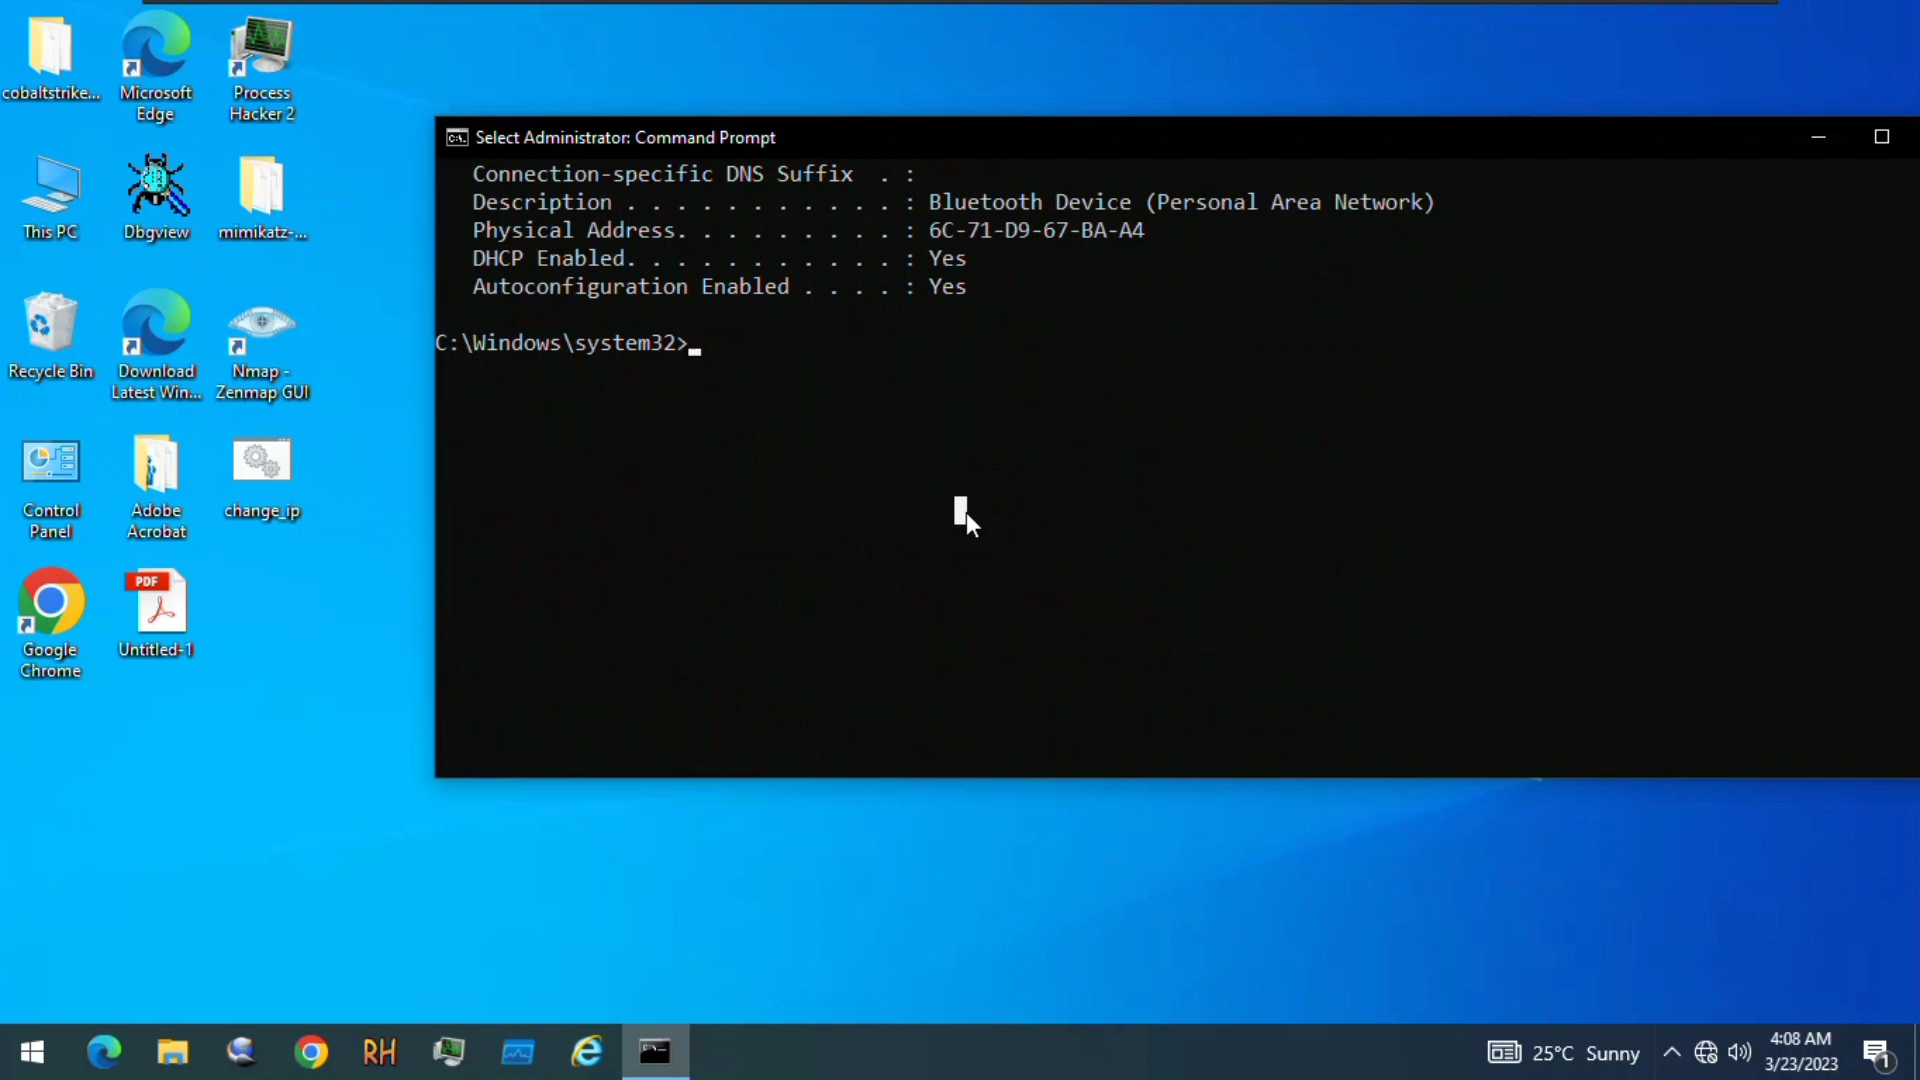 cobaltstrike...
Microsoft
Edge
Process
Hacker 2
This PC
Dbgview
mimikatz-...
Recycle Bin
Download
Latest Win...
Nmap -
Zenmap GUI
Control
Panel
Adobe
Acrobat
change_ip
Google
Chrome
PDF
Untitled-1
C:\.
Select Administrator: Command Prompt
Connection-specific DNS Suffix . :
Description . . . . . . . . . . . : Bluetooth Device (Personal Area Network)
Physical Address. . . . . . . . . : 6C-71-D9-67-BA-A4
DHCP Enabled. . . . . . . . . . . : Yes
Autoconfiguration Enabled . . . . : Yes
C:\Windows\system32>
RH
25°C Sunny
4:08 AM
3/23/2023
1